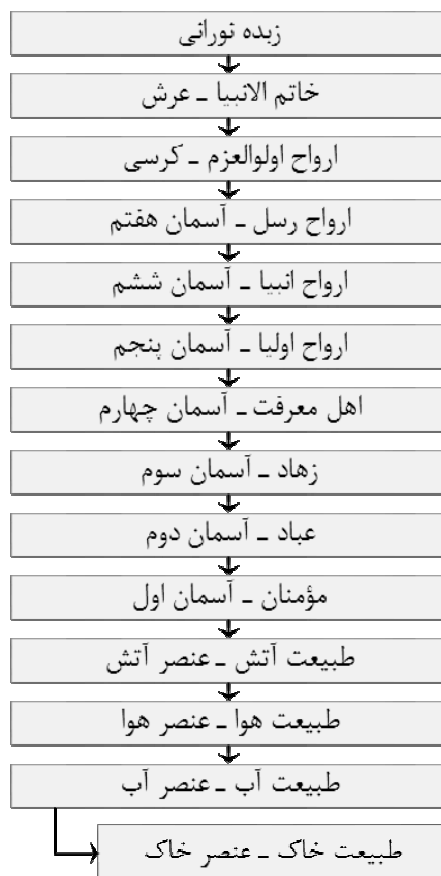 زبده نورانی
خاتم الانبیا ـ عرش
ارواح اولوالعزم ـ کرسی
ارواح رسل ـ آسمان هفتم
ارواح انبیا ـ آسمان ششم
ارواح اولیا ـ آسمان پنجم
اهل معرفت ـ آسمان چهارم
زهاد ـ آسمان سوم
عباد ـ آسمان دوم
مؤمنان ـ آسمان اول
طبیعت آتش ـ عنصر آتش
طبیعت هوا ـ عنصر هوا
طبیعت آب ـ عنصر آب
طبیعت خاک ـ عنصر خاک